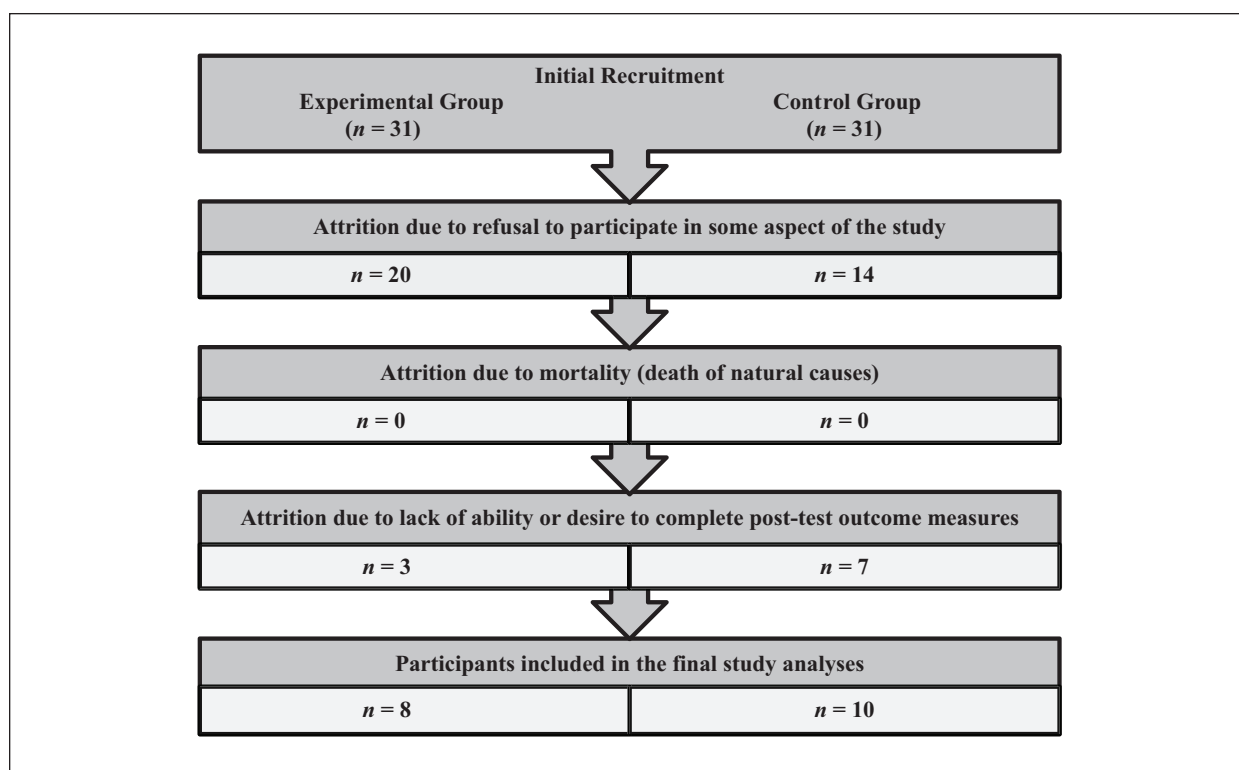 Initial Recruitment
Experimental Group Control Group
(n = 31) (n = 31)
Attrition due to refusal to participate in some aspect of the study
n = 20 n = 14
Attrition due to mortality (death of natural causes)
n = 0 n = 0
Attrition due to lack of ability or desire to complete post-test outcome measures
n = 3 n = 7
Participants included in the final study analyses
n = 8 n = 10